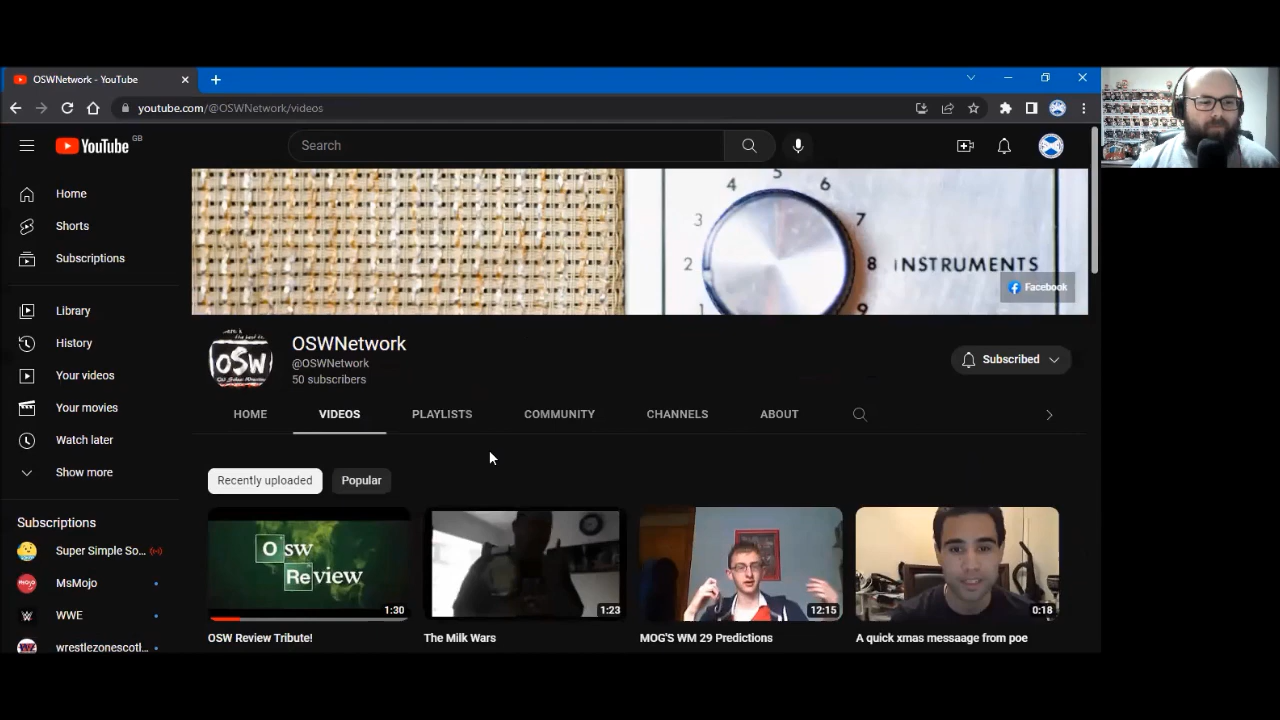 OSWNetwork - YouTube
youtube.com/@OSWNetwork/videos
YouTube GB
Search
Home
Shorts
Subscriptions
Library
History
Your videos
Your movies
Watch later
Show more
Subscriptions
Super Simple So...
MsMojo
WWE
wrestlezonescotl...
1 2 3 4 5 6 7 8 9
INSTRUMENTS
Facebook
OSW
OSWNetwork
@OSWNetwork
50 subscribers
Subscribed
HOME VIDEOS PLAYLISTS COMMUNITY CHANNELS ABOUT
Recently uploaded Popular
Osw
Review
1:30
1:23
12:15
0:18
OSW Review Tribute!
The Milk Wars
MOG'S WM 29 Predictions
A quick xmas messaage from poe